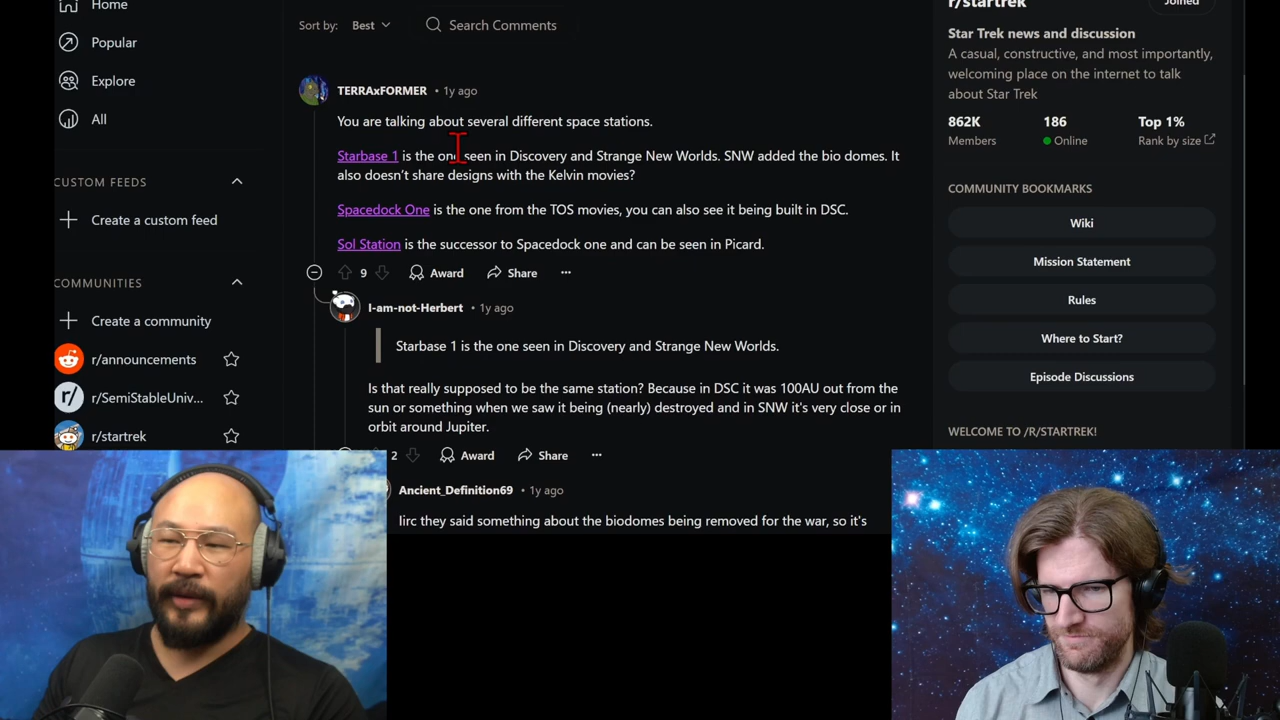 Home
Popular
Explore
All
CUSTOM FEEDS
Create a custom feed
COMMUNITIES
Create a community
r/announcements
r/SemiStableUniv...
r/startrek
Sort by: Best
Search Comments
TERRAxFORMER • 1y ago
You are talking about several different space stations.
Starbase 1 is the one seen in Discovery and Strange New Worlds. SNW added the bio domes. It
also doesn't share designs with the Kelvin movies?
Spacedock One is the one from the TOS movies, you can also see it being built in DSC.
Sol Station is the successor to Spacedock one and can be seen in Picard.
9 Award Share
I-am-not-Herbert • 1y ago
Starbase 1 is the one seen in Discovery and Strange New Worlds.
Is that really supposed to be the same station? Because in DSC it was 100AU out from the
sun or something when we saw it being (nearly) destroyed and in SNW it's very close or in
orbit around Jupiter.
2 Award Share
Ancient_Definition69 • 1y ago
Iirc they said something about the biodomes being removed for the war, so it's
r/startrek
Joined
Star Trek news and discussion
A casual, constructive, and most importantly,
welcoming place on the internet to talk
about Star Trek
862K 186 Top 1%
Members Online Rank by size
COMMUNITY BOOKMARKS
Wiki
Mission Statement
Rules
Where to Start?
Episode Discussions
WELCOME TO /R/STARTREK!